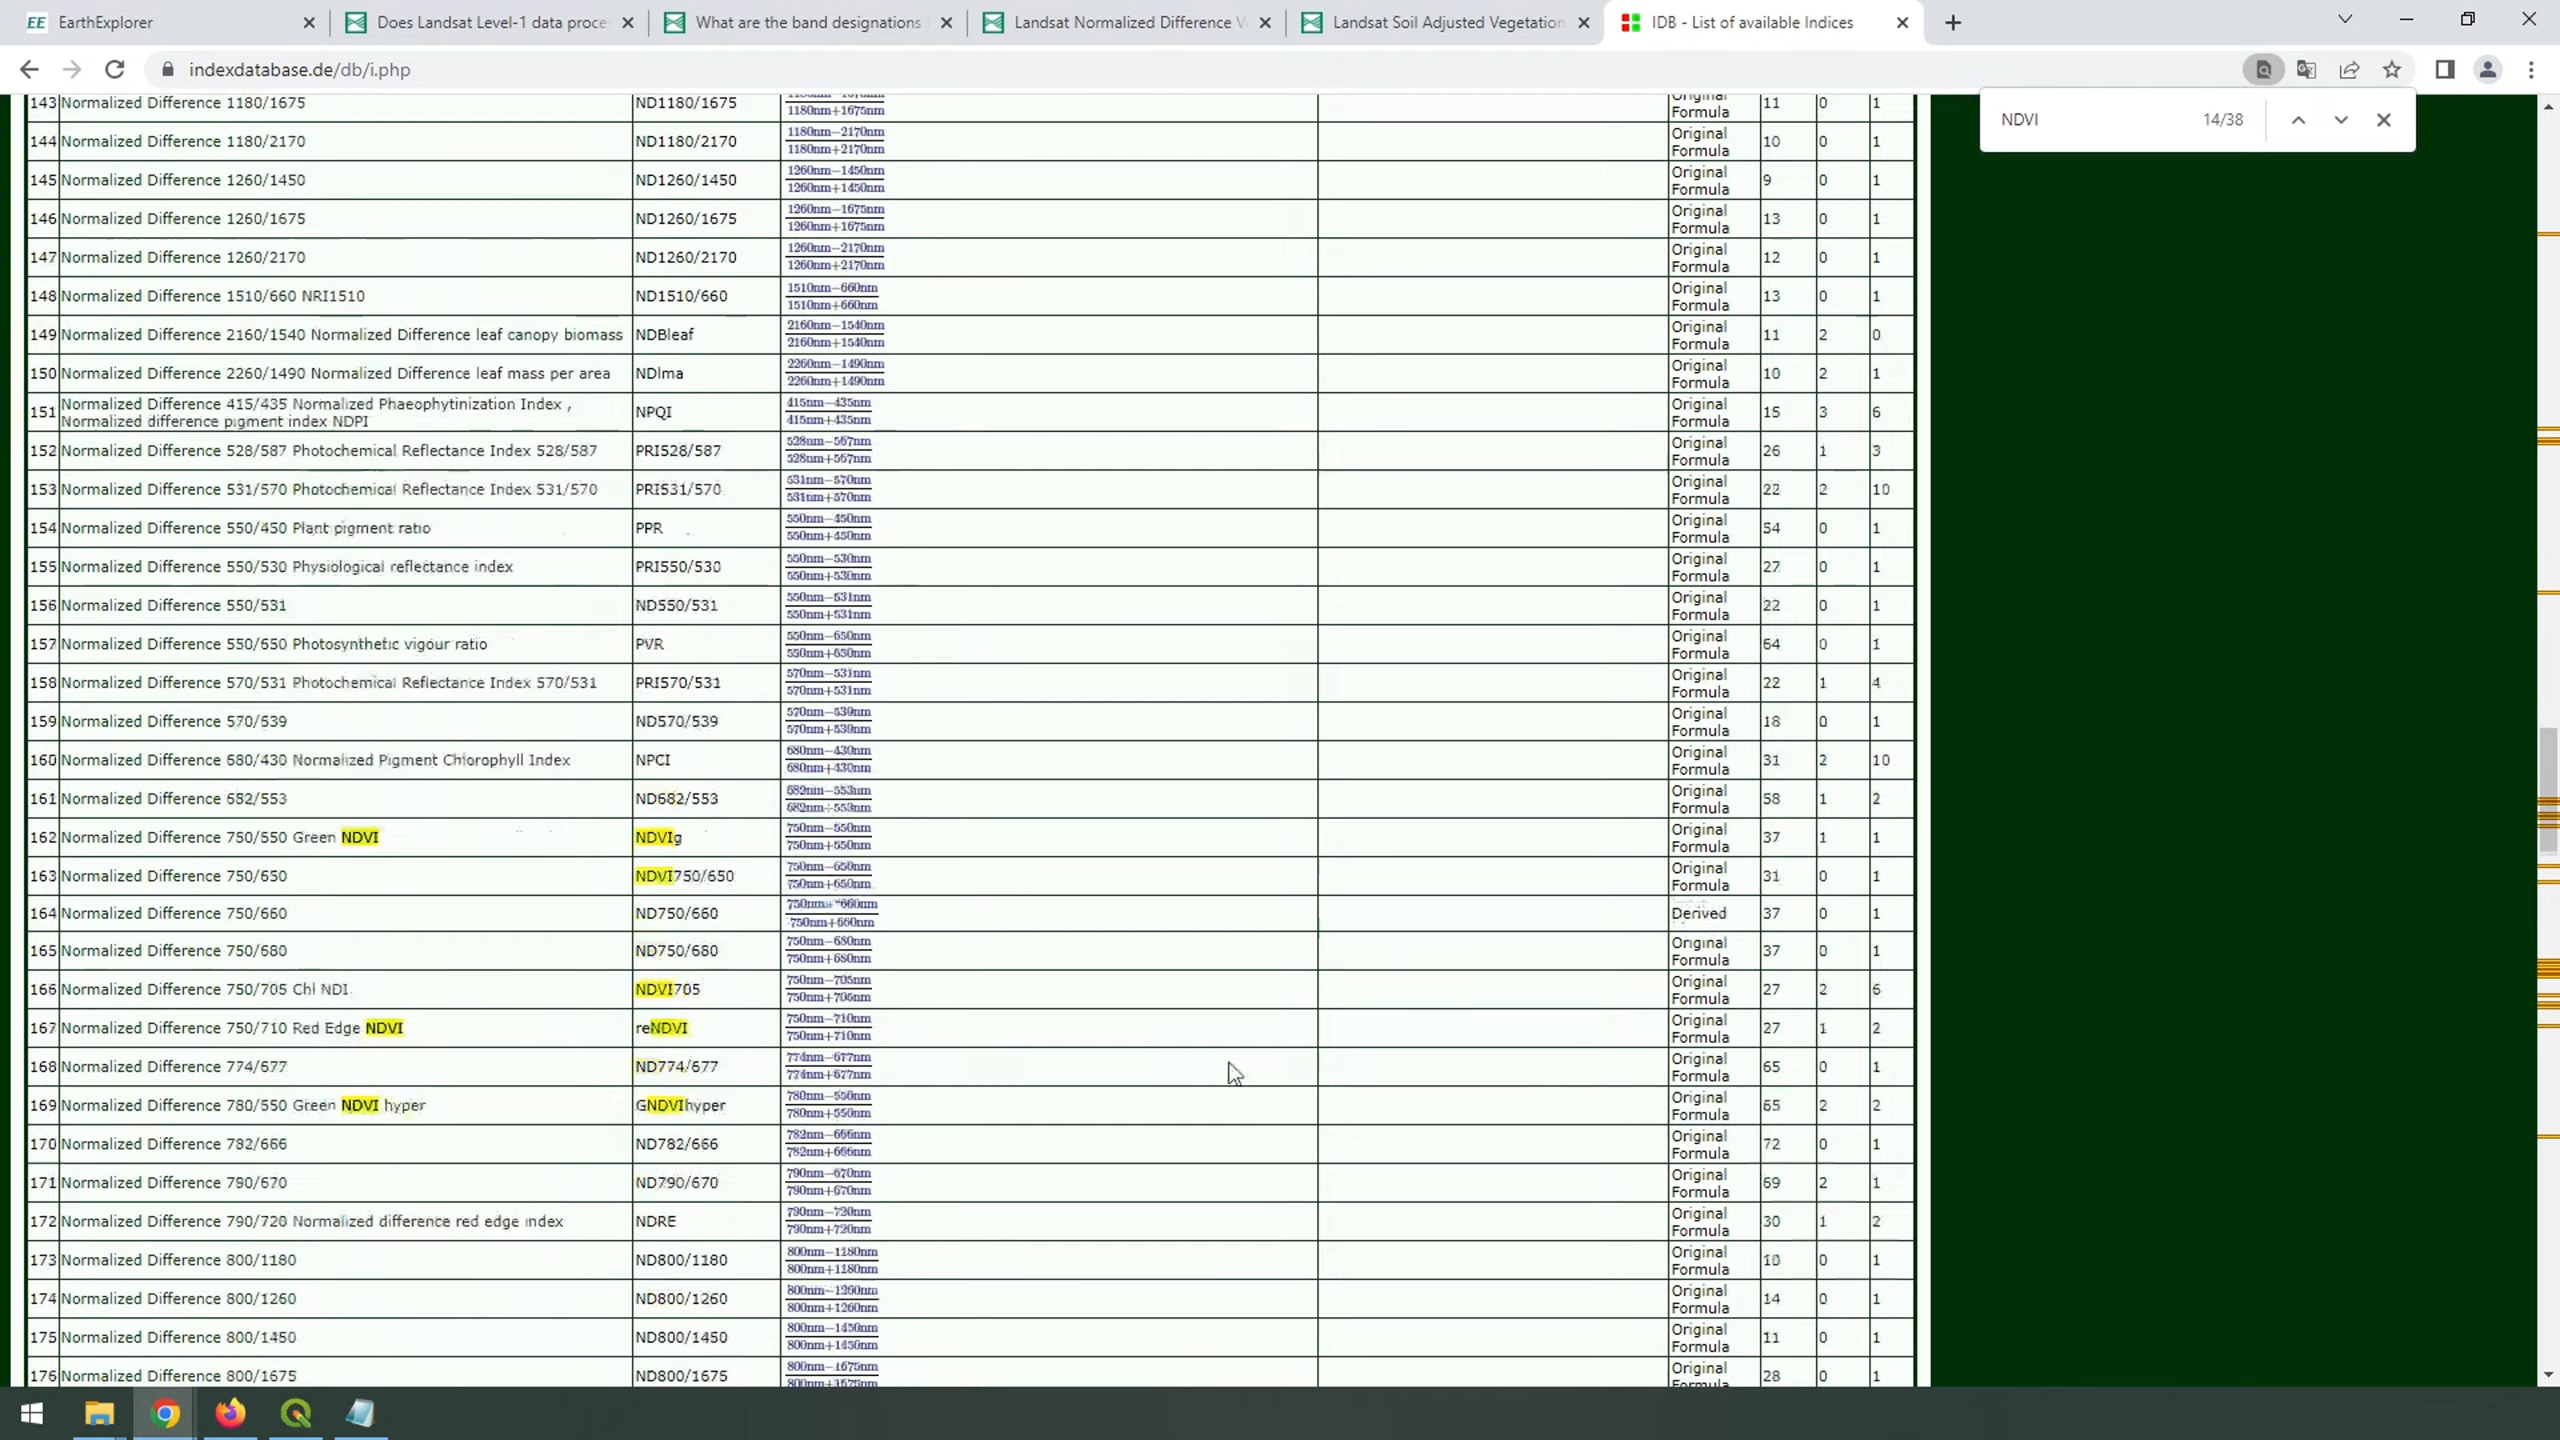 EE EarthExplorer
Does Landsat Level-1 data proce
What are the band designations
Landsat Normalized Difference V
Landsat Soil Adjusted Vegetation
IDB - List of available Indices
indexdatabase.de/db/i.php
NDVI 14/38
143 Normalized Difference 1180/1675 ND1180/1675 1180nm+1675nm Original Formula 11 0 1
144 Normalized Difference 1180/2170 ND1180/2170 1180nm−2170nm 1180nm+2170nm Original Formula 10 0 1
145 Normalized Difference 1260/1450 ND1260/1450 1260nm−1450nm 1260nm+1450nm Original Formula 9 0 1
146 Normalized Difference 1260/1675 ND1260/1675 1260nm−1675nm 1260nm+1675nm Original Formula 13 0 1
147 Normalized Difference 1260/2170 ND1260/2170 1260nm−2170nm 1260nm+2170nm Original Formula 12 0 1
148 Normalized Difference 1510/660 NRI1510 ND1510/660 1510nm−660nm 1510nm+660nm Original Formula 13 0 1
149 Normalized Difference 2160/1540 Normalized Difference leaf canopy biomass NDBleaf 2160nm−1540nm 2160nm+1540nm Original Formula 11 2 0
150 Normalized Difference 2260/1490 Normalized Difference leaf mass per area NDlma 2260nm−1490nm 2260nm+1490nm Original Formula 10 2 1
151 Normalized Difference 415/435 Normalized Phaeophytinization Index , Normalized difference pigment index NDPI NPQI 415nm−435nm 415nm+435nm Original Formula 15 3 6
152 Normalized Difference 528/587 Photochemical Reflectance Index 528/587 PRI528/587 528nm−567nm 528nm+567nm Original Formula 26 1 3
153 Normalized Difference 531/570 Photochemical Reflectance Index 531/570 PRI531/570 531nm−570nm 531nm+570nm Original Formula 22 2 10
154 Normalized Difference 550/450 Plant pigment ratio PPR 550nm−450nm 550nm+450nm Original Formula 54 0 1
155 Normalized Difference 550/530 Physiological reflectance index PRI550/530 550nm−530nm 550nm+530nm Original Formula 27 0 1
156 Normalized Difference 550/531 ND550/531 550nm−531nm 550nm+531nm Original Formula 22 0 1
157 Normalized Difference 550/650 Photosynthetic vigour ratio PVR 550nm−650nm 550nm+650nm Original Formula 64 0 1
158 Normalized Difference 570/531 Photochemical Reflectance Index 570/531 PRI570/531 570nm−531nm 570nm+531nm Original Formula 22 1 4
159 Normalized Difference 570/539 ND570/539 570nm−539nm 570nm+539nm Original Formula 18 0 1
160 Normalized Difference 680/430 Normalized Pigment Chlorophyll Index NPCI 680nm−430nm 680nm+430nm Original Formula 31 2 10
161 Normalized Difference 682/553 ND682/553 682nm−553nm 682nm+553nm Original Formula 58 1 2
162 Normalized Difference 750/550 Green NDVI NDVIg 750nm−550nm 750nm+550nm Original Formula 37 1 1
163 Normalized Difference 750/650 NDVI750/650 750nm−650nm 750nm+650nm Original Formula 31 0 1
164 Normalized Difference 750/660 ND750/660 750nm−660nm 750nm+660nm Derived 37 0 1
165 Normalized Difference 750/680 ND750/680 750nm−680nm 750nm+680nm Original Formula 37 0 1
166 Normalized Difference 750/705 Chl NDI NDVI705 750nm−705nm 750nm+705nm Original Formula 27 2 6
167 Normalized Difference 750/710 Red Edge NDVI reNDVI 750nm−710nm 750nm+710nm Original Formula 27 1 2
168 Normalized Difference 774/677 ND774/677 774nm−677nm 774nm+677nm Original Formula 65 0 1
169 Normalized Difference 780/550 Green NDVI hyper GNDVIhyper 780nm−550nm 780nm+550nm Original Formula 65 2 2
170 Normalized Difference 782/666 ND782/666 782nm−666nm 782nm+666nm Original Formula 72 0 1
171 Normalized Difference 790/670 ND790/670 790nm−670nm 790nm+670nm Original Formula 69 2 1
172 Normalized Difference 790/720 Normalized difference red edge index NDRE 790nm−720nm 790nm+720nm Original Formula 30 1 2
173 Normalized Difference 800/1180 ND800/1180 800nm−1180nm 800nm+1180nm Original Formula 10 0 1
174 Normalized Difference 800/1260 ND800/1260 800nm−1260nm 800nm+1260nm Original Formula 14 0 1
175 Normalized Difference 800/1450 ND800/1450 800nm−1450nm 800nm+1450nm Original Formula 11 0 1
176 Normalized Difference 800/1675 ND800/1675 800nm−1675nm 800nm+1675nm Original 28 0 1